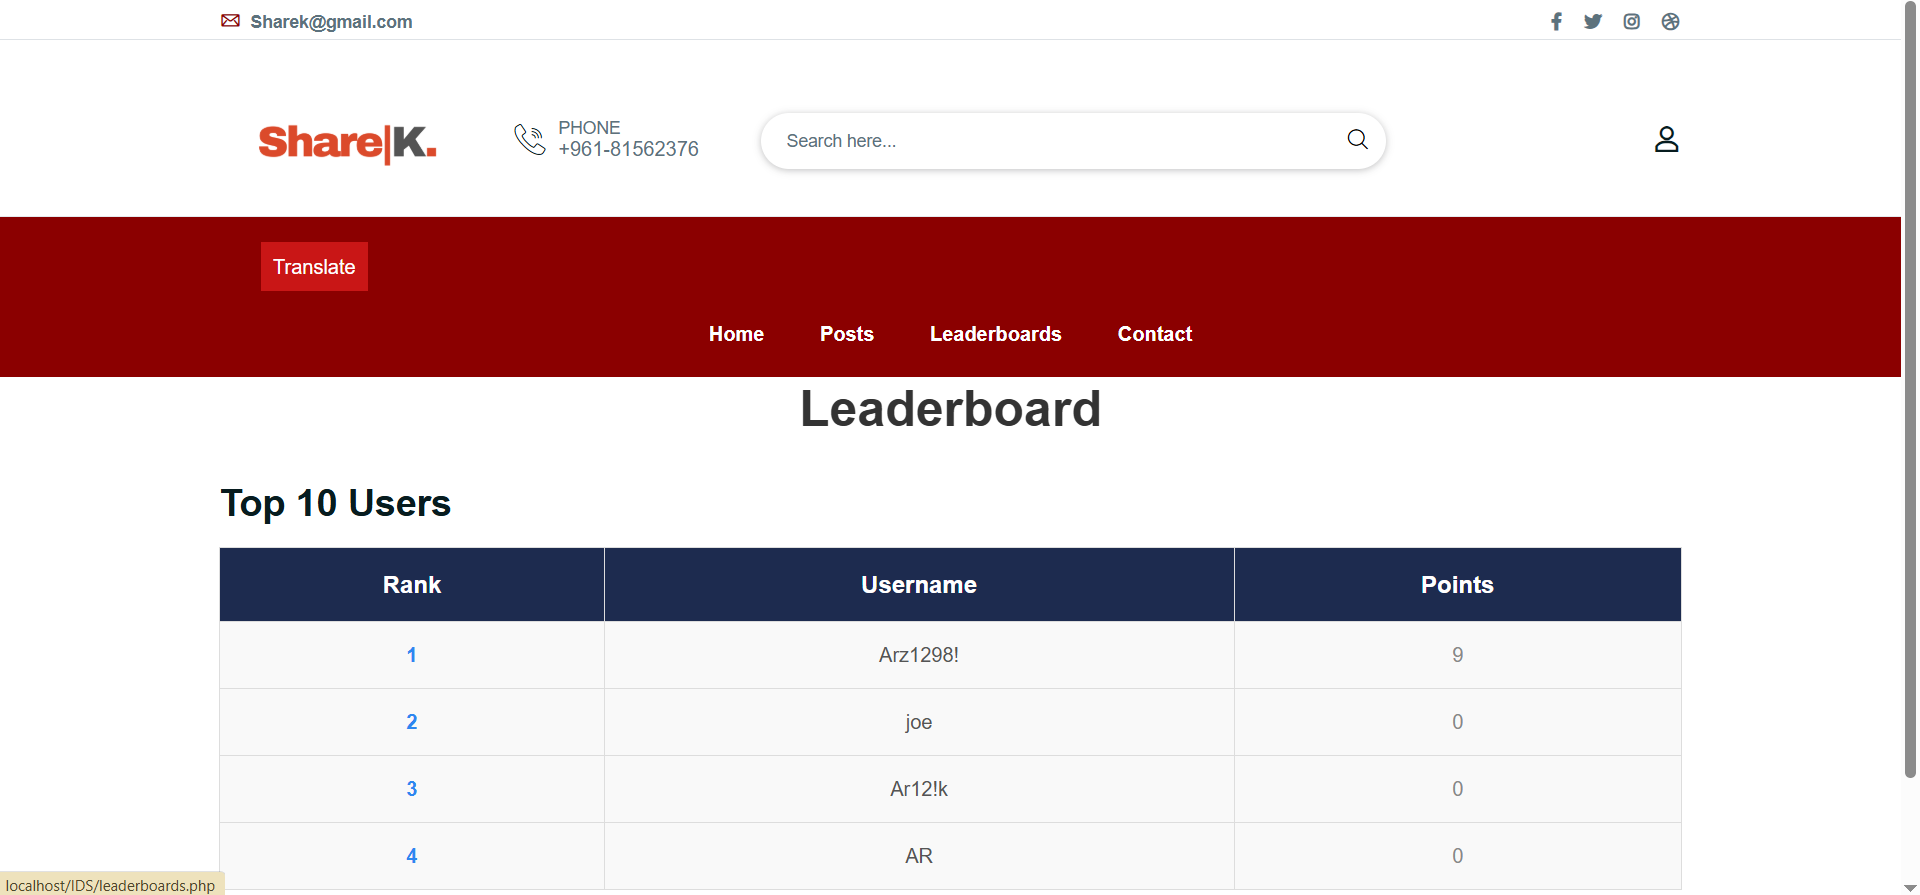 Sharek@gmail.com
Share|K.
PHONE
+961-81562376
Search here...
Translate
Home Posts Leaderboards Contact
Leaderboard
Top 10 Users
Rank Username Points
1 Arz1298! 9
2 joe 0
3 Ar12!k 0
4 AR 0
localhost/IDS/leaderboards.php